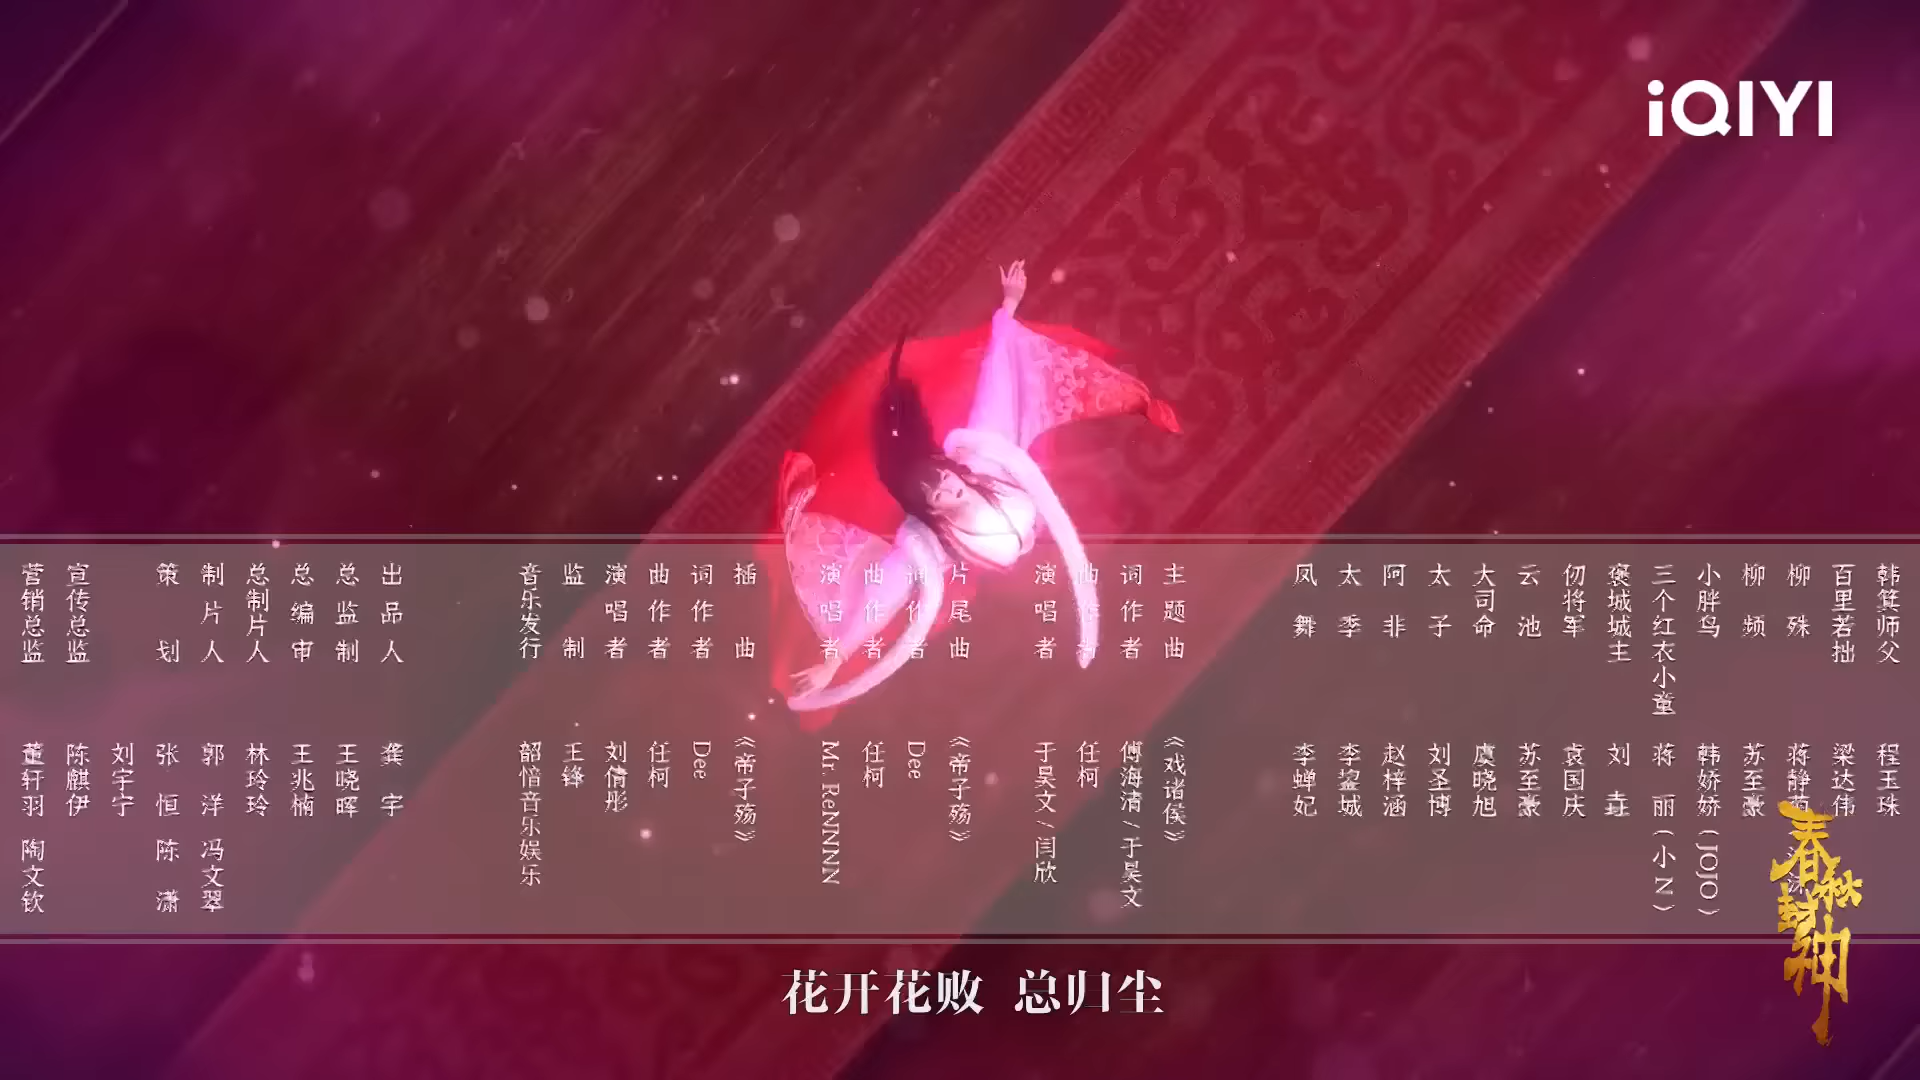 iQIYI
韩箕师父 程玉珠
百里若拙 梁达伟
柳殊 蒋静
柳频 苏至豪
小胖鸟 韩娇娇(JOJO)
三个红衣小童 蒋丽(小N)
褒城城主 刘垚
仞将军 袁国庆
云池 苏至豪
大司命 虞晓旭
太子 刘圣博
阿非 赵梓涵
太季 李鋆城
凤舞 李蝉妃
主题曲 《戏诸侯》
词作者 傅海清/于昊文
曲作者 任柯
演唱者 于昊文/闫欣
片尾曲 《帝子殇》
词作者 Dee
曲作者 任柯
演唱者 Mr. ReNNNN
插曲 《帝子殇》
词作者 Dee
曲作者 任柯
演唱者 刘倩彤
监制 王锋
音乐发行 韶愔音乐娱乐
出品人 龚宇
总监制 王晓晖
总编审 王兆楠
总制片人 林玲玲
制片人 郭洋 冯文翠
策划 张恒 陈潇
刘宇宁
宣传总监 陈麒伊
营销总监 董轩羽 陶文钦
春秋封神
花开花败 总归尘